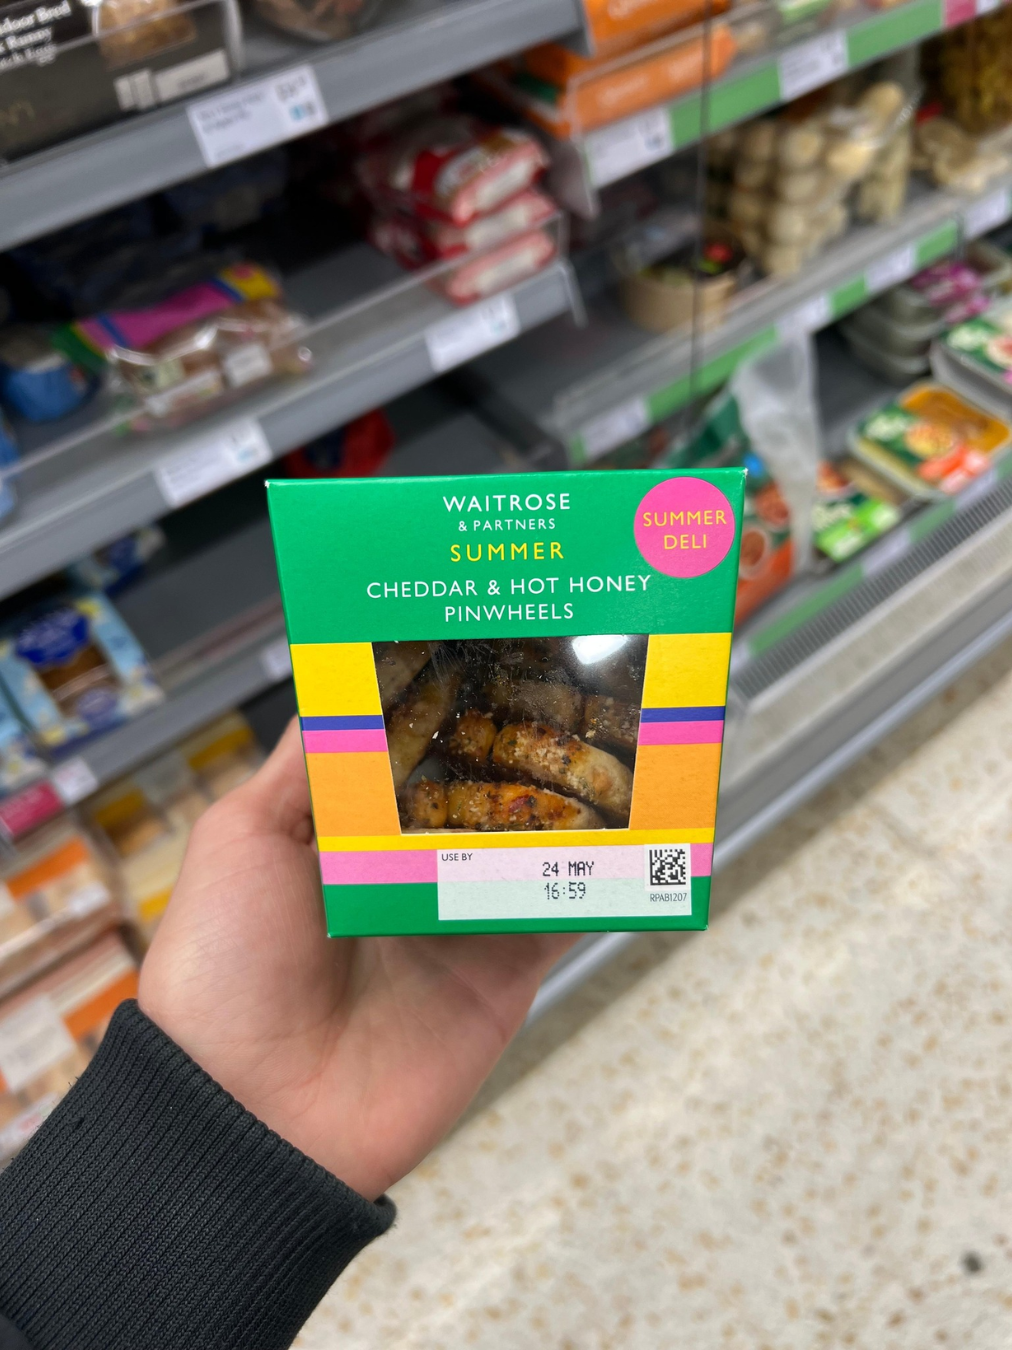 WAITROSE
& PARTNERS
SUMMER
CHEDDAR & HOT HONEY
PINWHEELS
SUMMER
DELI
USE BY
24 MAY
16:59
RPAB1207